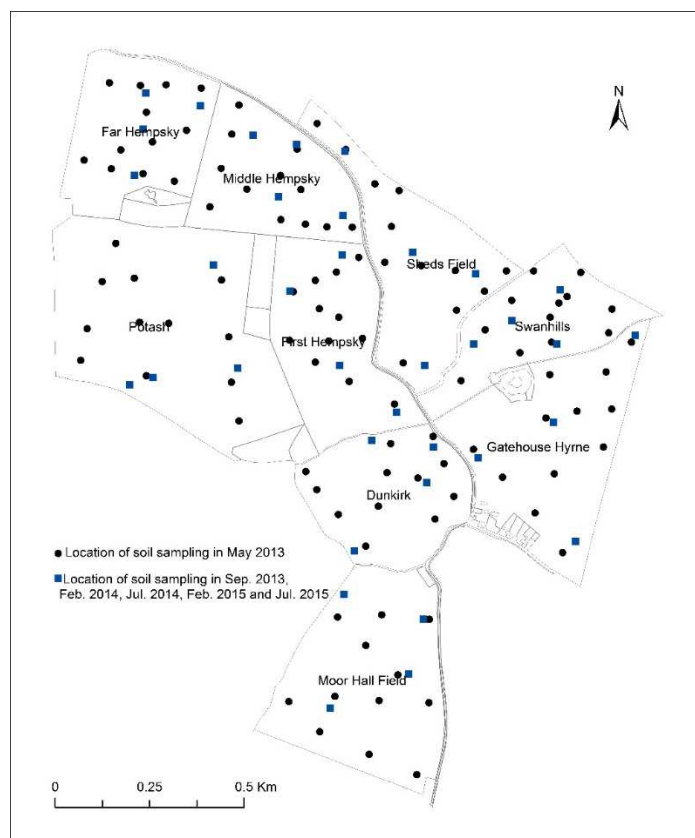 N
Far Hempsky
Middle Hempsky
Sheds Field
Swanhills
Potash
First Hempsky
Gatehouse Hyrne
Dunkirk
Location of soil sampling in May 2013
Location of soil sampling in Sep. 2013,
Feb. 2014, Jul. 2014, Feb. 2015 and Jul. 2015
Moor Hall Field
0 0.25 0.5 Km